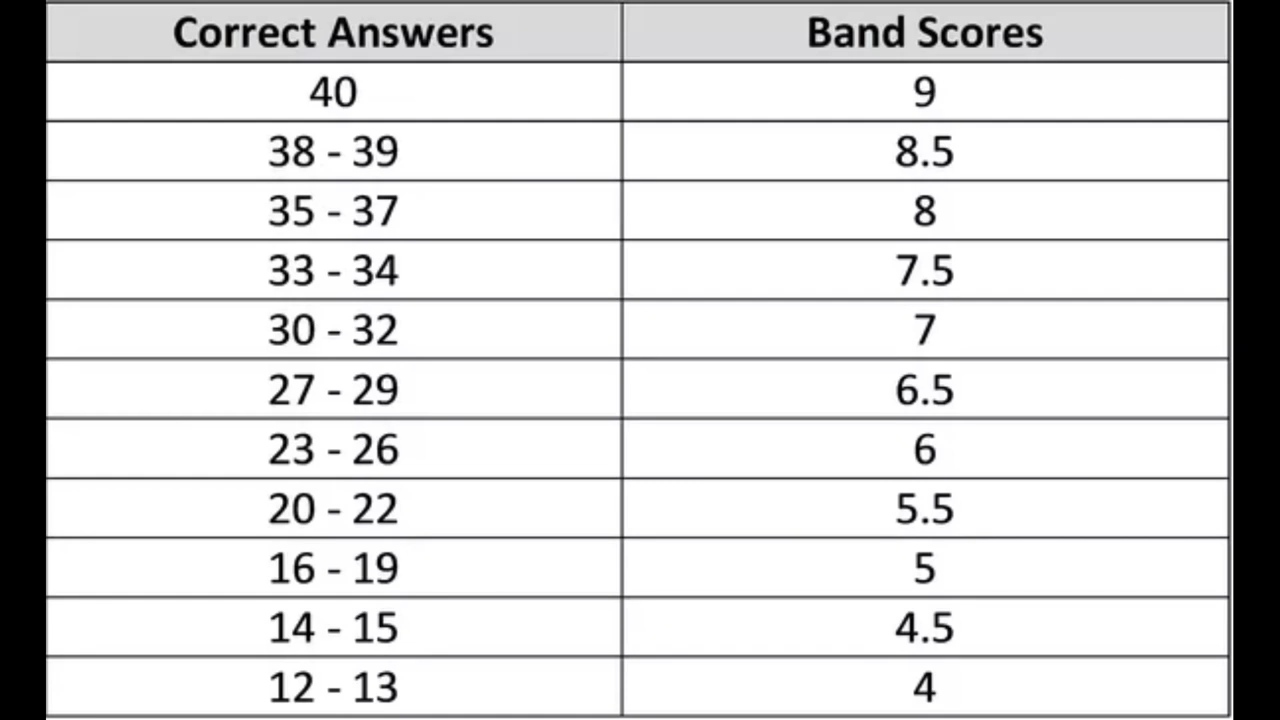 Correct Answers Band Scores
40 9
38 - 39 8.5
35 - 37 8
33 - 34 7.5
30 - 32 7
27 - 29 6.5
23 - 26 6
20 - 22 5.5
16 - 19 5
14 - 15 4.5
12 - 13 4